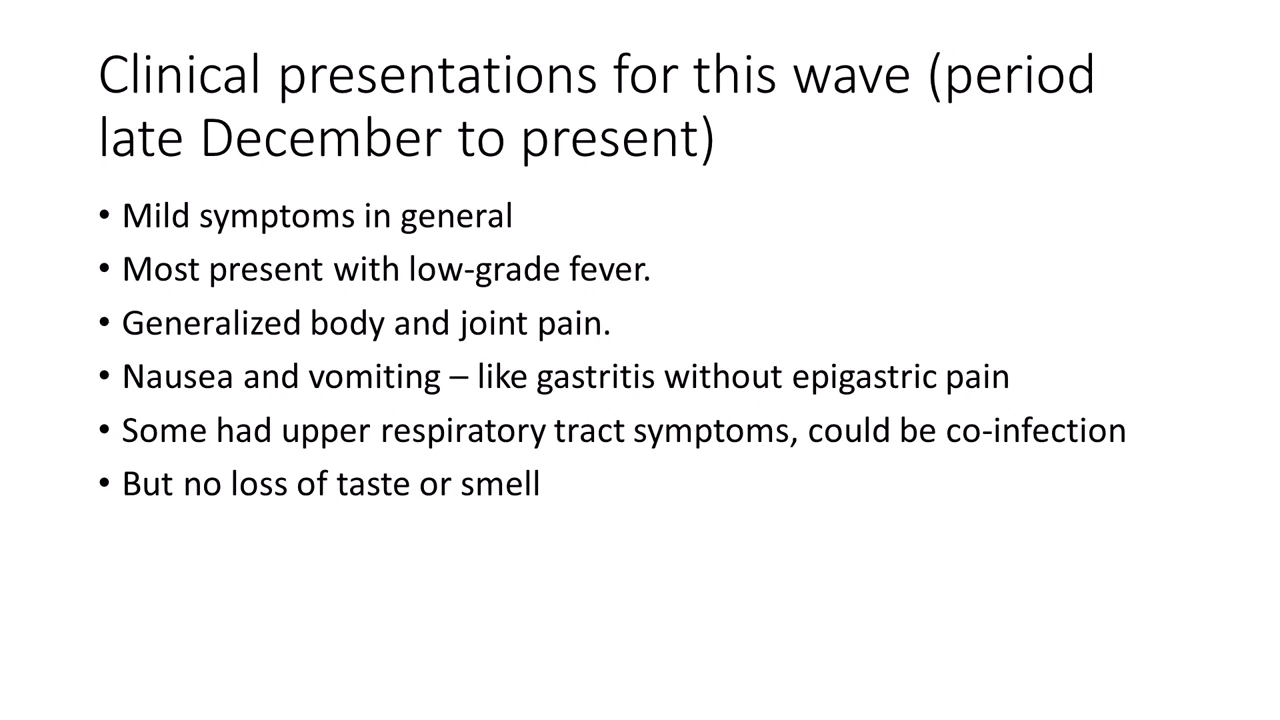 Clinical presentations for this wave (period
late December to present)
• Mild symptoms in general
• Most present with low-grade fever.
• Generalized body and joint pain.
• Nausea and vomiting – like gastritis without epigastric pain
• Some had upper respiratory tract symptoms, could be co-infection
• But no loss of taste or smell